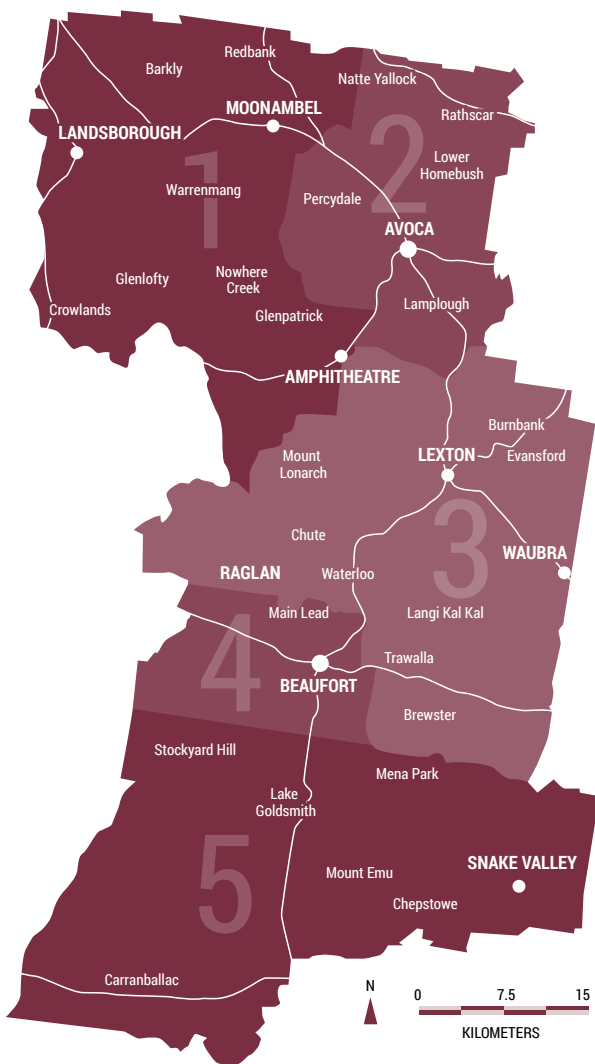 Redbank
Barkly
Natte Yallock
MOONAMBEL
Rathscar
LANDSBOROUGH
2
1
Lower
Homebush
Warrenmang
Percydale
AVOCA
Nowhere
Creek
Glenlofty
Lamplough
Crowlands
Glenpatrick
AMPHITHEATRE
Burnbank
LEXTON
Evansford
Mount
Lonarch
3
Chute
WAUBRA
RAGLAN
Waterloo
Main Lead
Langi Kal Kal
4
Trawalla
BEAUFORT
Brewster
Stockyard Hill
Mena Park
Lake
Goldsmith
5
SNAKE VALLEY
Mount Emu
Chepstowe
Carranballac
N
0 7.5 15
KILOMETERS